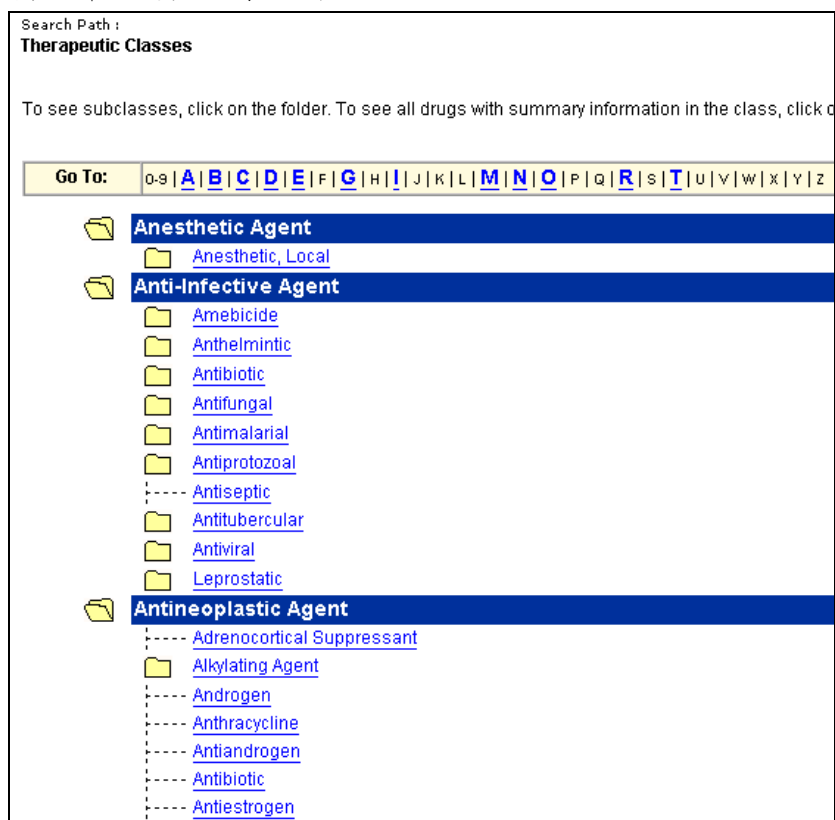 Search Path :
Therapeutic Classes
To see subclasses, click on the folder. To see all drugs with summary information in the class, click
Go To: 0-9 | A | B | C | D | E | F | G | H | I | J | K | L | M | N | O | P | Q | R | S | T | U | V | W | X | Y | Z
Anesthetic Agent
Anesthetic, Local
Anti-Infective Agent
Amebicide
Anthelmintic
Antibiotic
Antifungal
Antimalarial
Antiprotozoal
Antiseptic
Antitubercular
Antiviral
Leprostatic
Antineoplastic Agent
Adrenocortical Suppressant
Alkylating Agent
Androgen
Anthracycline
Antiandrogen
Antibiotic
Antiestrogen